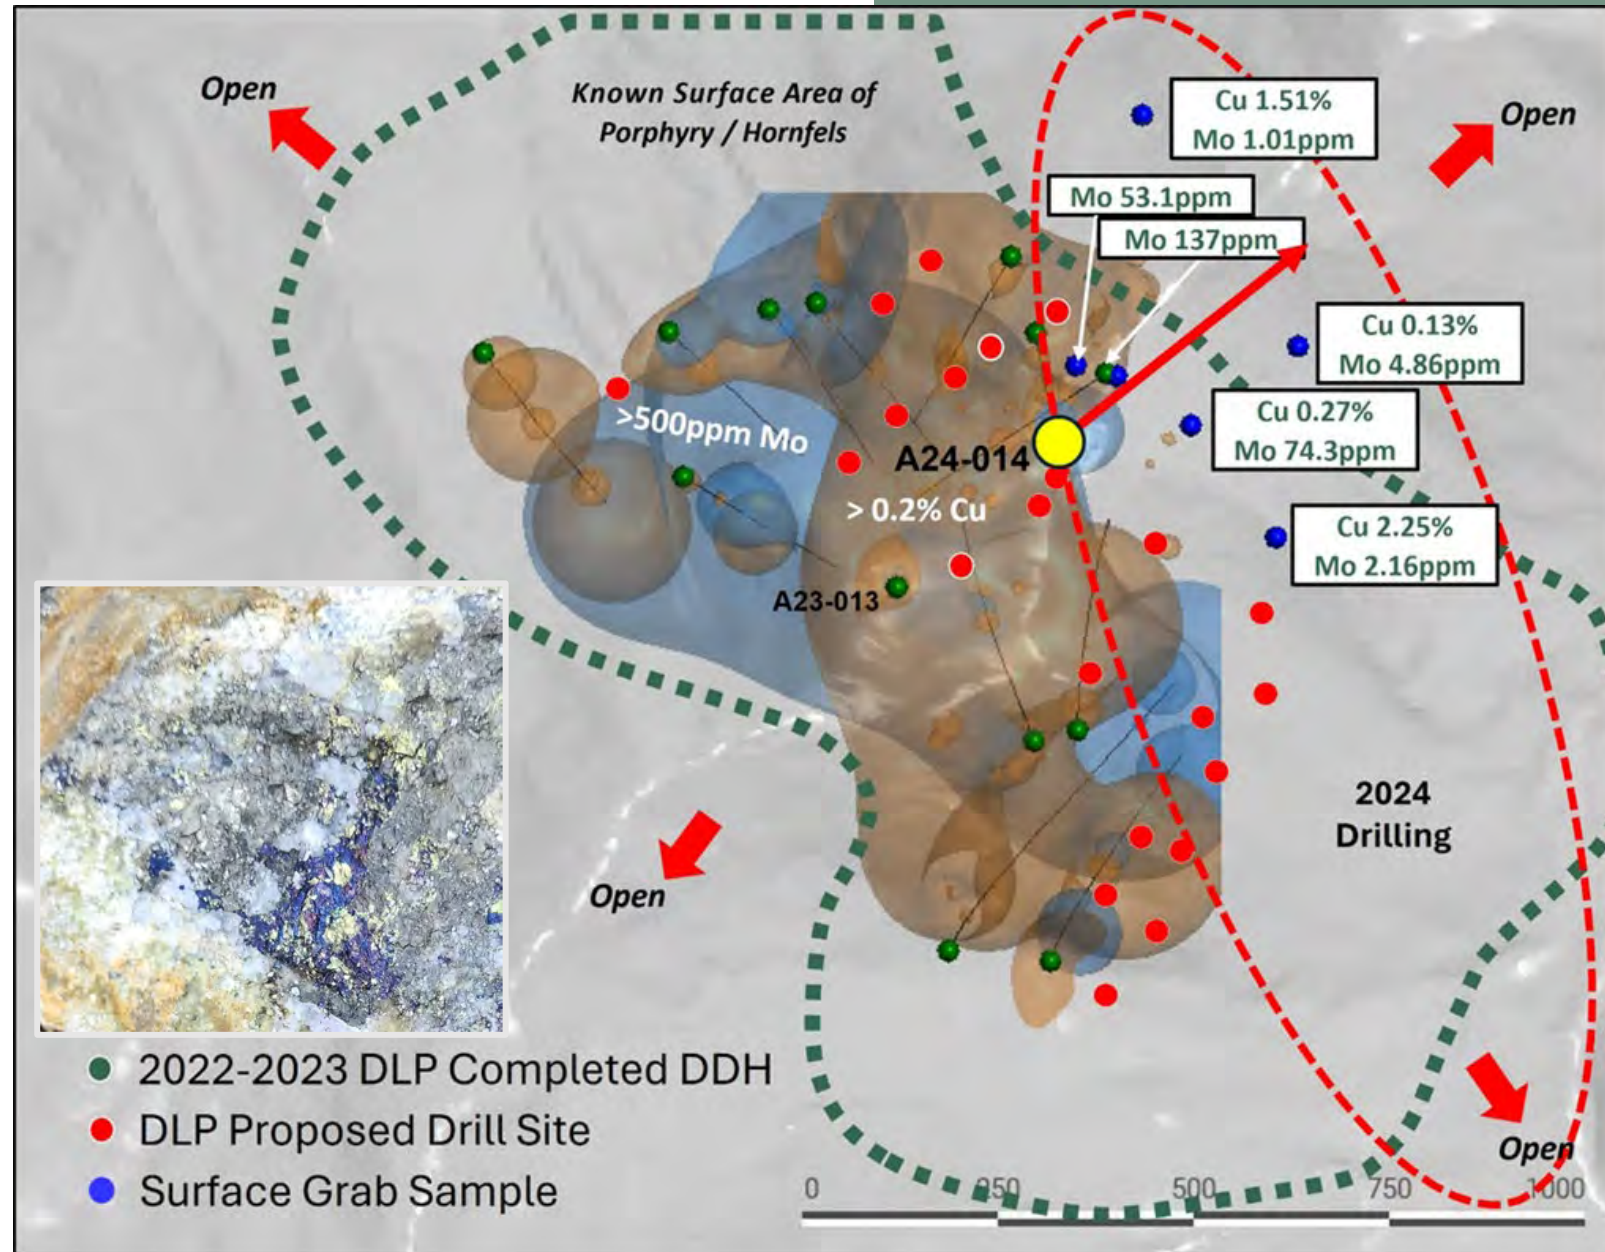 Open
Known Surface Area of
Porphyry / Hornfels
Cu 1.51%
Mo 1.01ppm
Open
Mo 53.1ppm
Mo 137ppm
Cu 0.13%
Mo 4.86ppm
>500ppm Mo
Cu 0.27%
Mo 74.3ppm
A24-014
> 0.2% Cu
Cu 2.25%
Mo 2.16ppm
A23-013
2024
Drilling
Open
2022-2023 DLP Completed DDH
DLP Proposed Drill Site
Surface Grab Sample
Open
0 250 500 750 1000